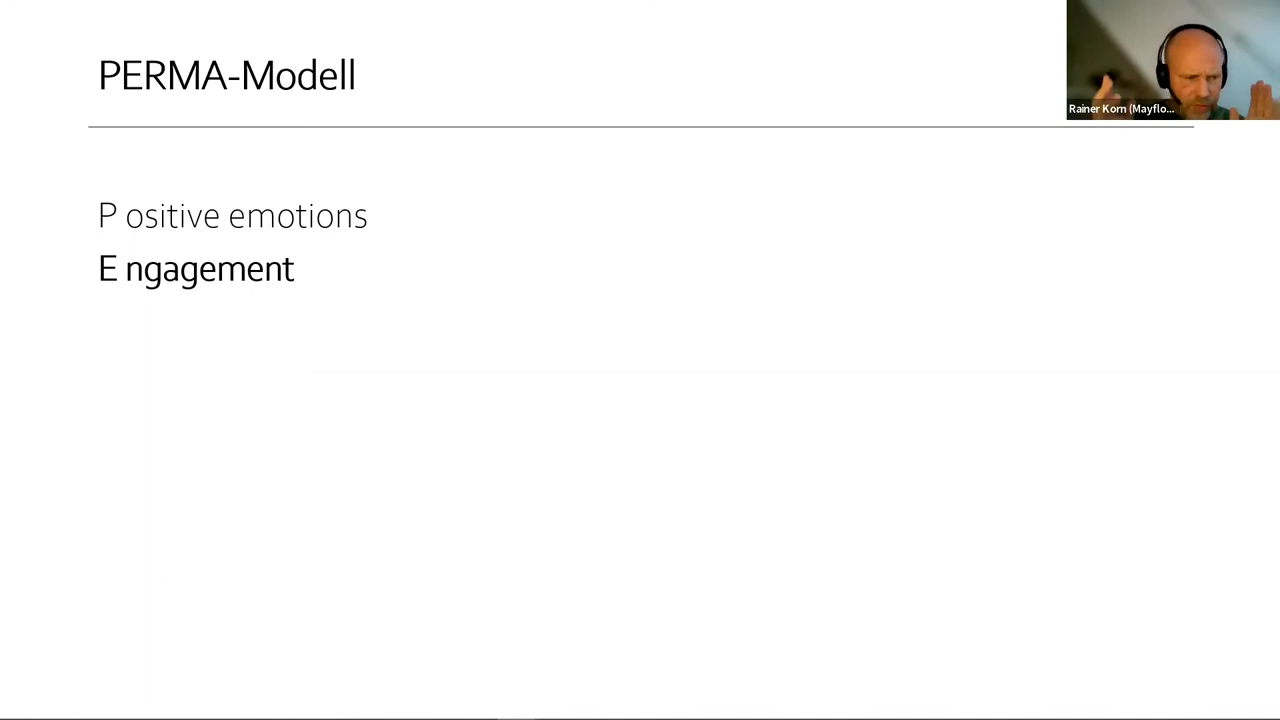 PERMA-Modell
Rainer Korn (Mayflo...
P ositive emotions
E ngagement